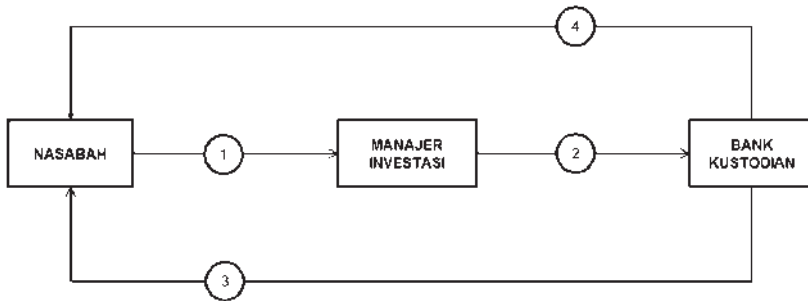 4
NASABAH
1
MANAJER
INVESTASI
2
BANK
KUSTODIAN
3